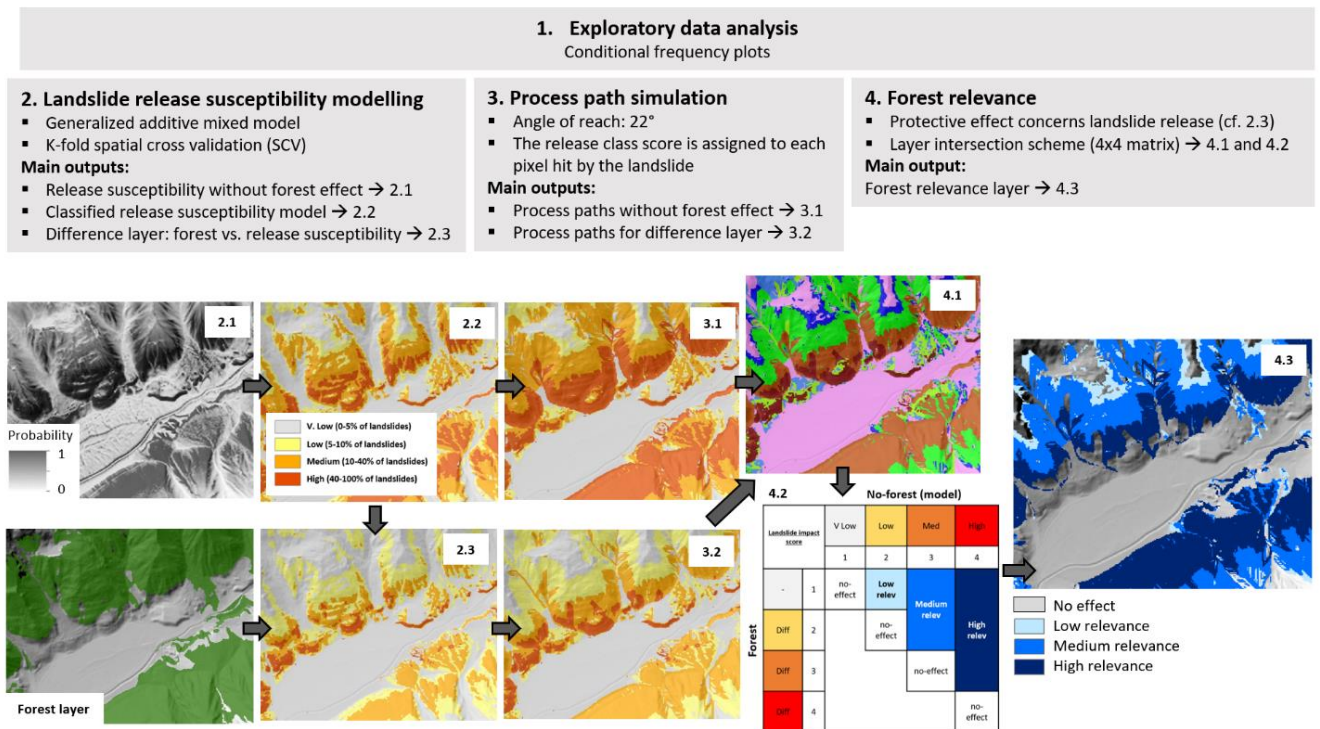 1. Exploratory data analysis
Conditional frequency plots
2. Landslide release susceptibility modelling
▪ Generalized additive mixed model
▪ K-fold spatial cross validation (SCV)
Main outputs:
▪ Release susceptibility without forest effect → 2.1
▪ Classified release susceptibility model → 2.2
▪ Difference layer: forest vs. release susceptibility → 2.3
3. Process path simulation
▪ Angle of reach: 22°
▪ The release class score is assigned to each
pixel hit by the landslide
Main outputs:
▪ Process paths without forest effect → 3.1
▪ Process paths for difference layer → 3.2
4. Forest relevance
▪ Protective effect concerns landslide release (cf. 2.3)
▪ Layer intersection scheme (4x4 matrix) → 4.1 and 4.2
Main output:
Forest relevance layer → 4.3
2.1
Probability
1
0
2.2
V. Low (0-5% of landslides)
Low (5-10% of landslides)
Medium (10-40% of landslides)
High (40-100% of landslides)
3.1
4.1
4.3
Forest layer
2.3
3.2
4.2
No-forest (model)
Landslide impact
score
V Low
Low
Med
High
1
2
3
4
Forest
-
1
no-
effect
Low
relev
Medium
relev
High
relev
Diff
2
no-
effect
Diff
3
no-effect
Diff
4
no-
effect
No effect
Low relevance
Medium relevance
High relevance